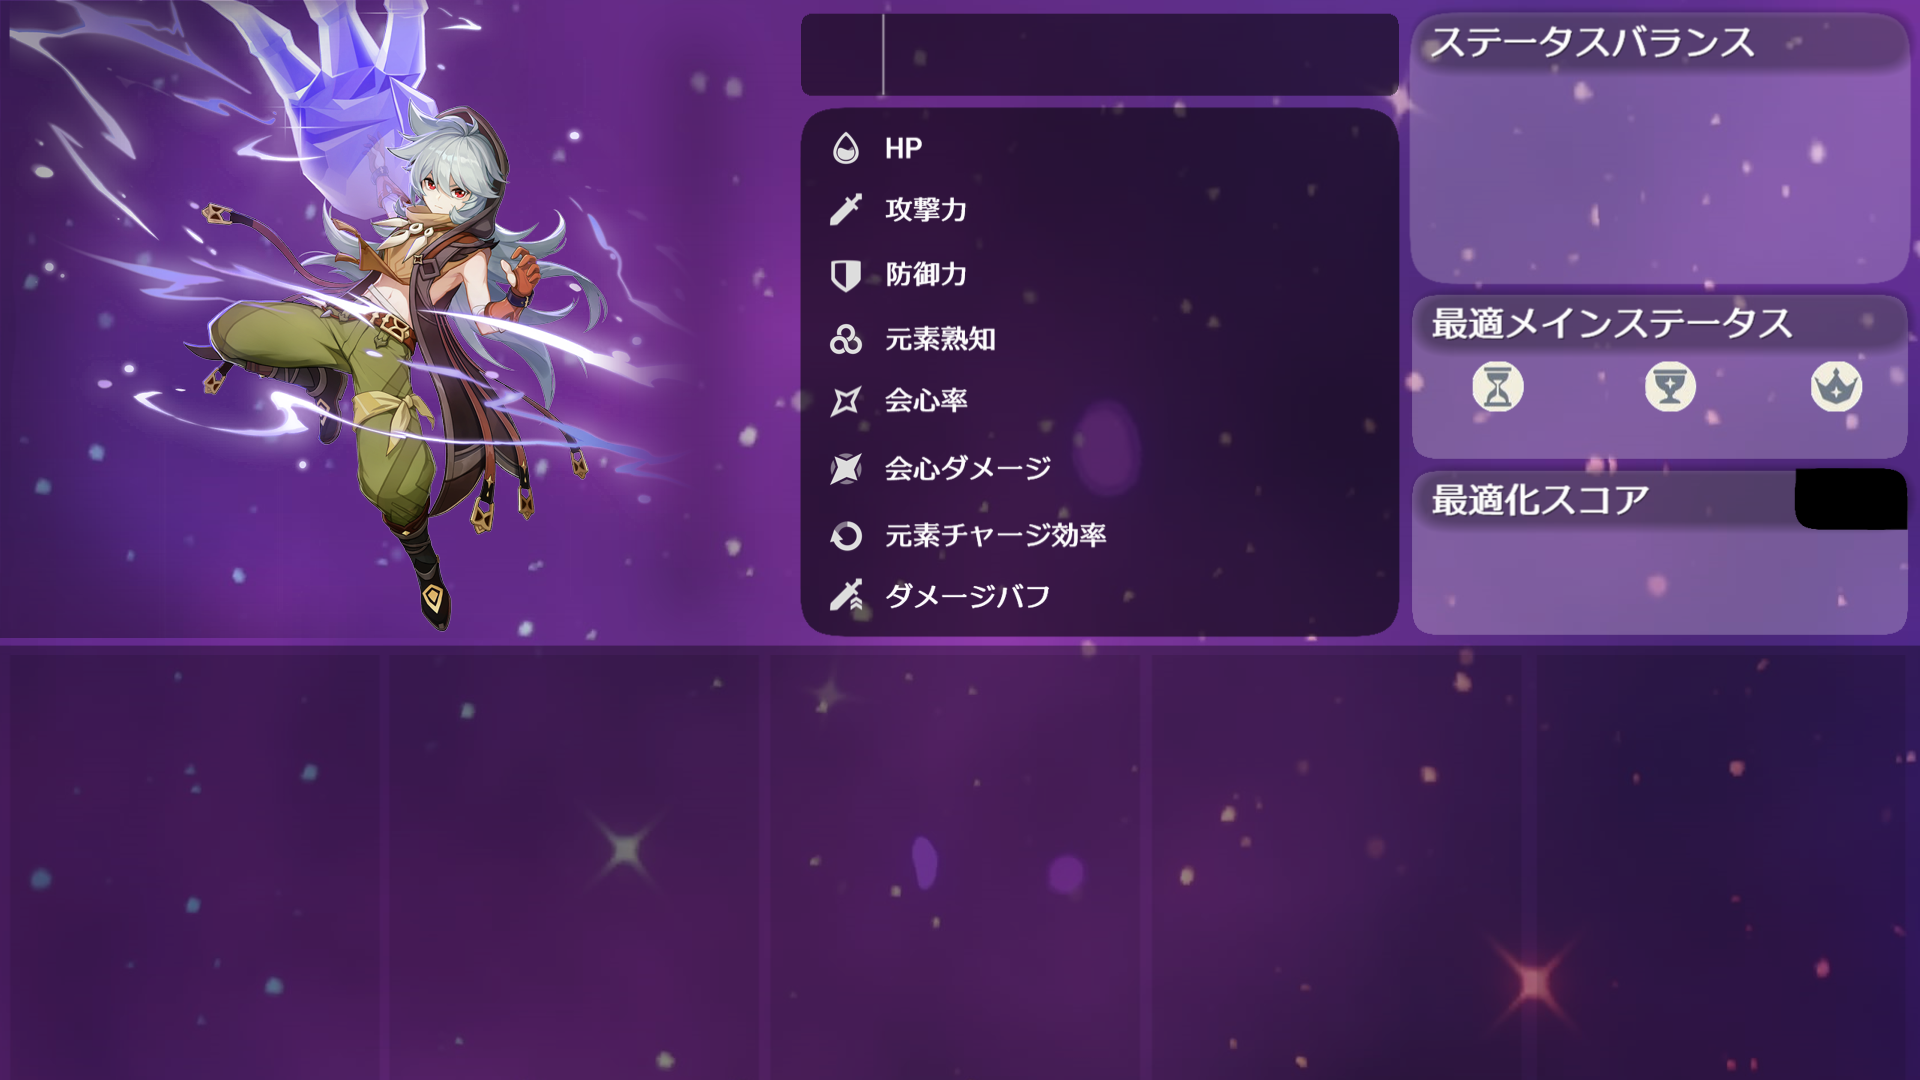 HP
攻撃力
防御力
元素熟知
会心率
会心ダメージ
元素チャージ効率
ダメージバフ
ステータスバランス
最適メインステータス
最適化スコア